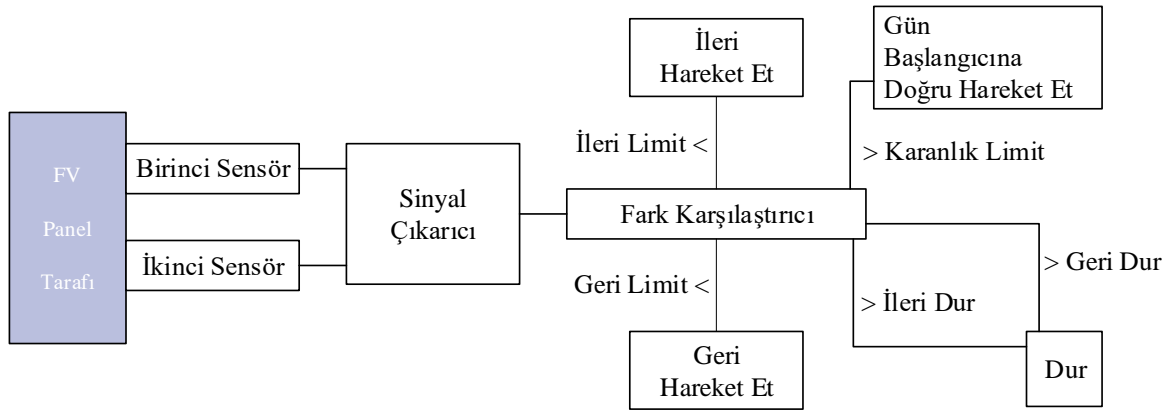 FV
Panel
Tarafı
Birinci Sensör
İkinci Sensör
Sinyal
Çıkarıcı
İleri
Hareket Et
İleri Limit <
Fark Karşılaştırıcı
Geri Limit <
Geri
Hareket Et
Gün
Başlangıcına
Doğru Hareket Et
> Karanlık Limit
> Geri Dur
> İleri Dur
Dur